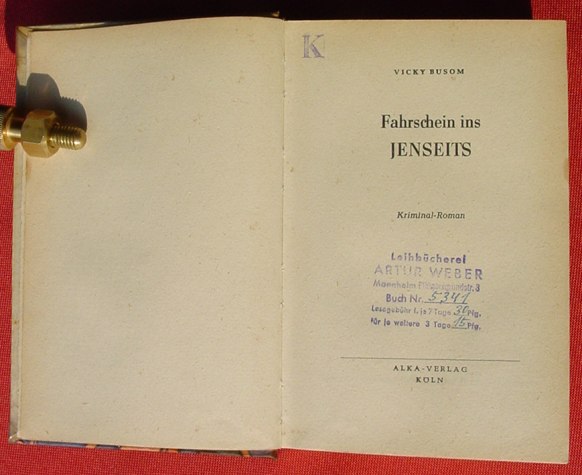 K
VICKY BUSOM
Fahrschein ins
JENSEITS
Kriminal-Roman
Leihbücherei
ARTUR WEBER
Mannheim
Buch Nr. 5341
Lesegebühr f. je 7 Tage 30 Pfg.
für je weitere 3 Tage 15 Pfg.
ALKA-VERLAG
KÖLN